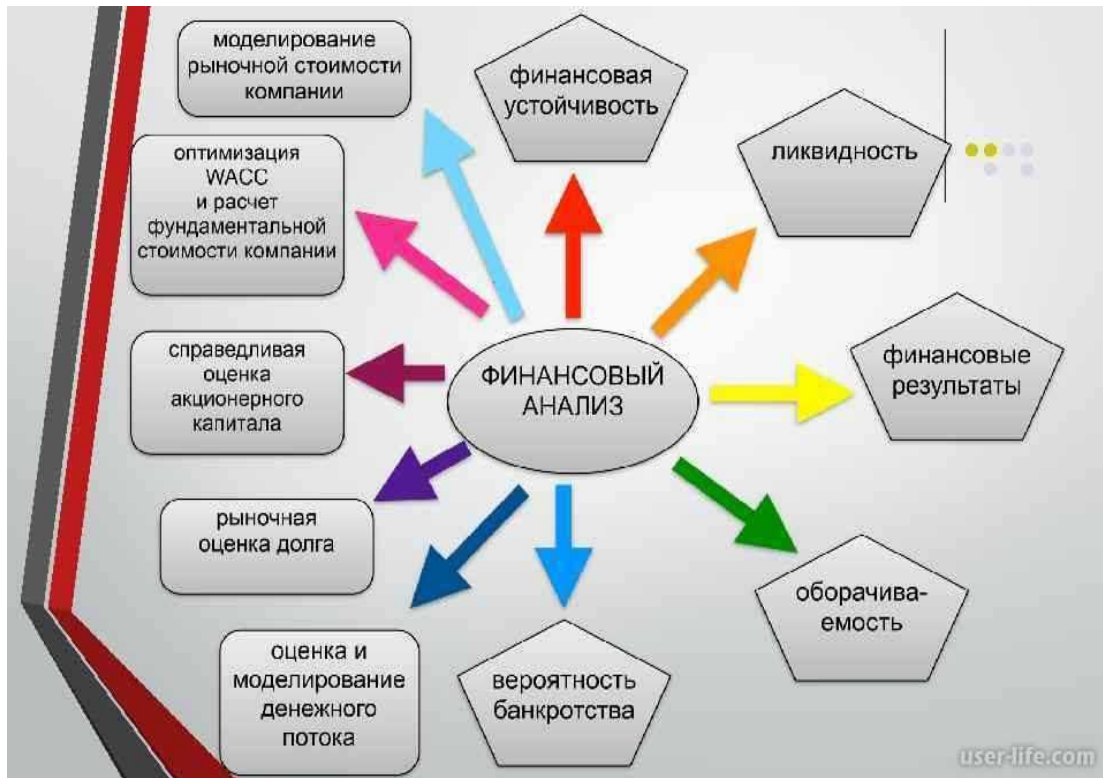 моделирование
рыночной стоимости
компании
финансовая
устойчивость
ликвидность
оптимизация
WACC
и расчет
фундаментальной
стоимости компании
справедливая
оценка
акционерного
капитала
ФИНАНСОВЫЙ
АНАЛИЗ
финансовые
результаты
рыночная
оценка долга
оборачива-
емость
оценка и
моделирование
денежного
потока
вероятность
банкротства
user-life.com